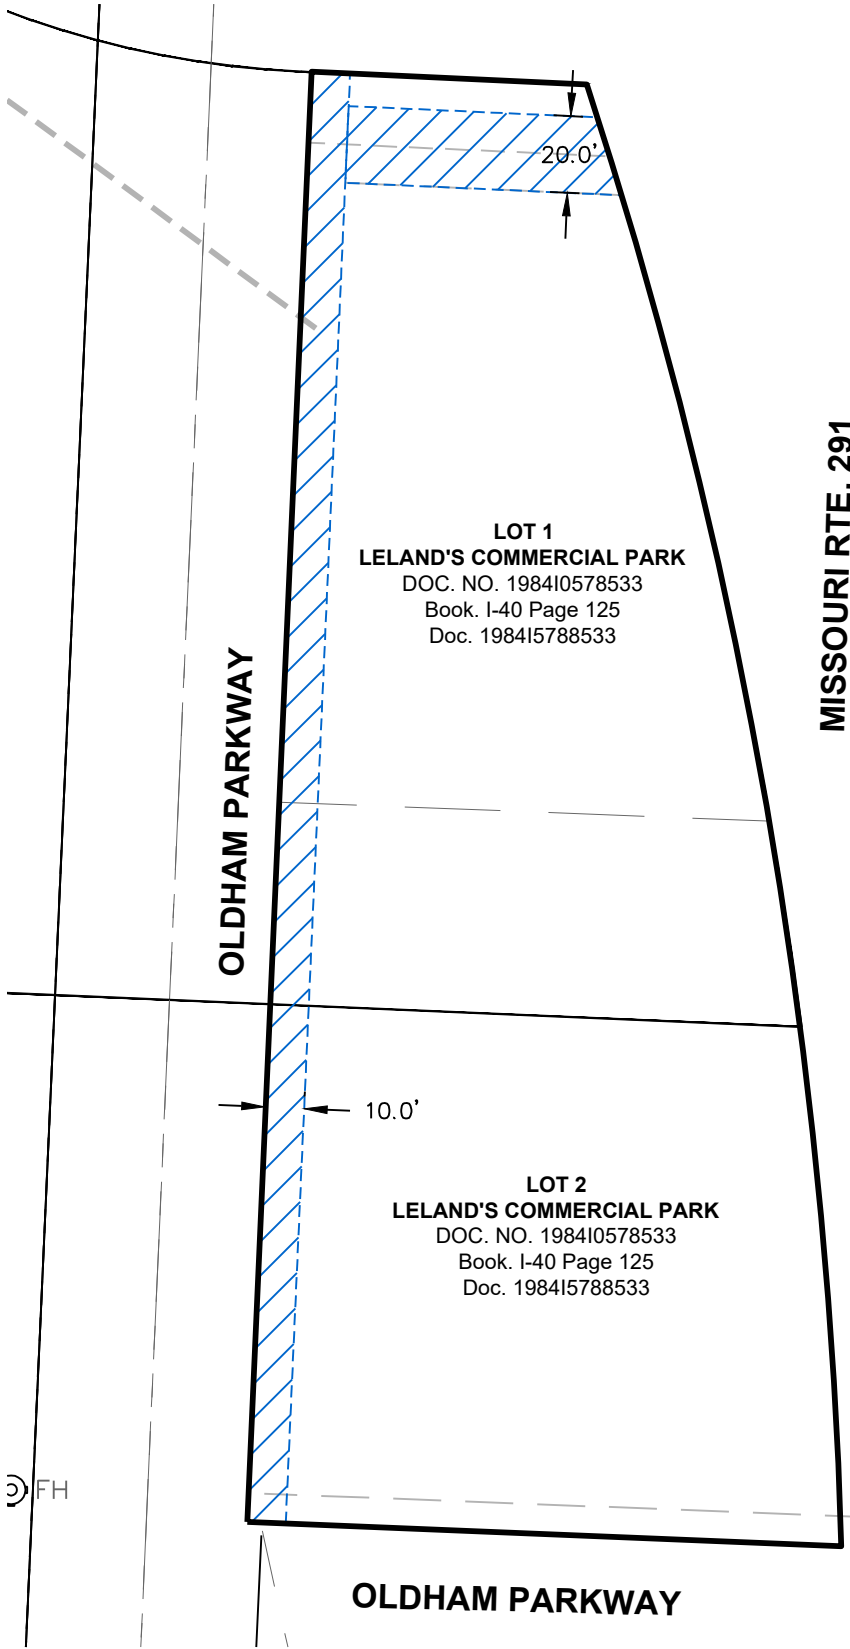 20.0'
MISSOURI RTE. 291
LOT 1
LELAND'S COMMERCIAL PARK
DOC. NO. 1984I0578533
Book. I-40 Page 125
Doc. 1984I5788533
OLDHAM PARKWAY
10.0'
LOT 2
LELAND'S COMMERCIAL PARK
DOC. NO. 1984I0578533
Book. I-40 Page 125
Doc. 1984I5788533
FH
OLDHAM PARKWAY